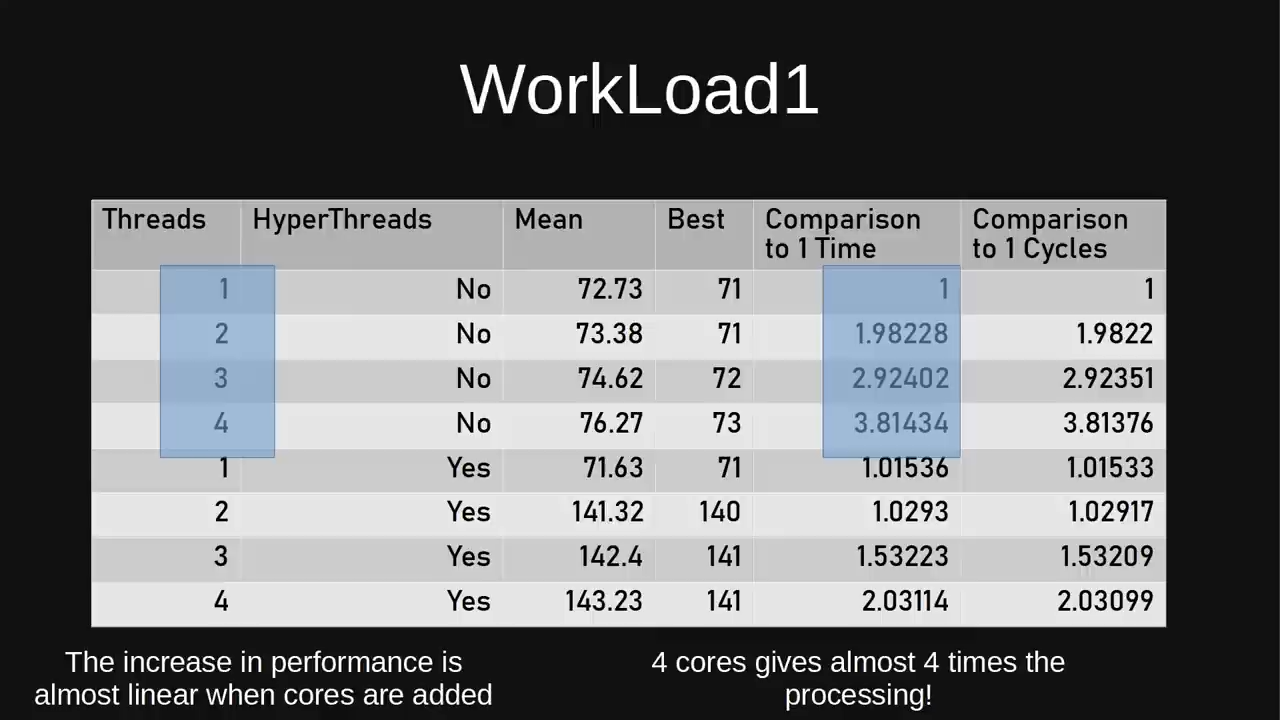 WorkLoad1
Threads HyperThreads Mean Best Comparison to 1 Time Comparison to 1 Cycles
1 No 72.73 71 1 1
2 No 73.38 71 1.98228 1.9822
3 No 74.62 72 2.92402 2.92351
4 No 76.27 73 3.81434 3.81376
1 Yes 71.63 71 1.01536 1.01533
2 Yes 141.32 140 1.0293 1.02917
3 Yes 142.4 141 1.53223 1.53209
4 Yes 143.23 141 2.03114 2.03099
The increase in performance is
almost linear when cores are added
4 cores gives almost 4 times the
processing!